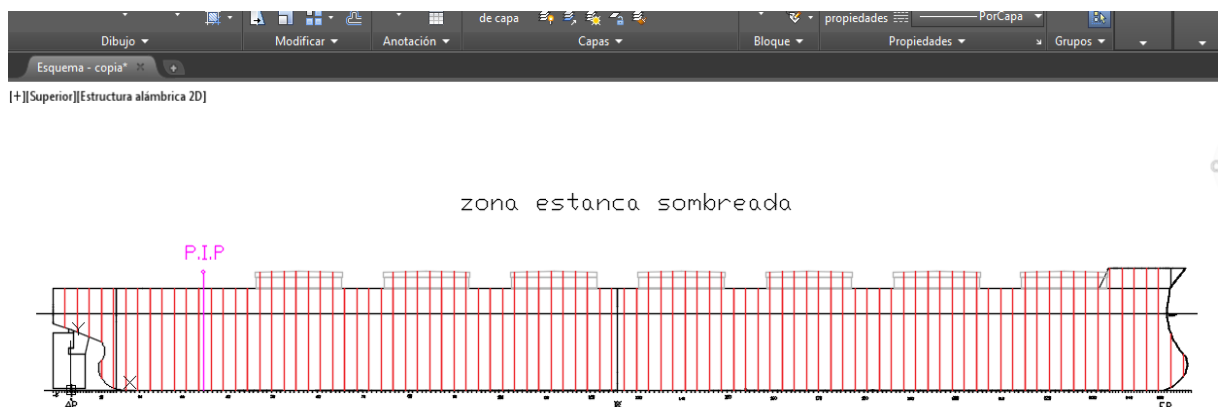 de capa
propiedades
PorCapa
Dibujo
Modificar
Anotación
Capas
Bloque
Propiedades
Grupos
Esquema - copia*
[+][Superior][Estructura alámbrica 2D]
zona estanca sombreada
P.I.P
Y
X